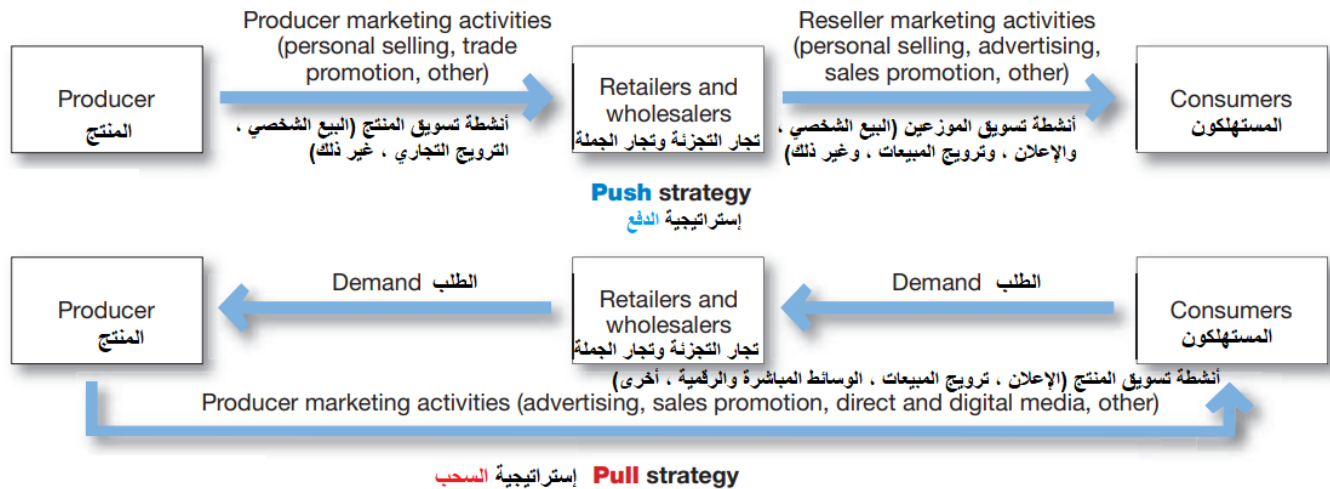 Producer marketing activities
(personal selling, trade
promotion, other)
Reseller marketing activities
(personal selling, advertising,
sales promotion, other)
Producer
المنتج
Retailers and
wholesalers
تجار التجزئة وتجار الجملة
Consumers
المستهلكون
أنشطة تسويق المنتج (البيع الشخصي ،
الترويج التجاري ، غير ذلك)
أنشطة تسويق الموزعين (البيع الشخصي ،
والإعلان ، وترويج المبيعات ، وغير ذلك)
Push strategy
إستراتيجية الدفع
Producer
المنتج
Demand الطلب
Retailers and
wholesalers
تجار التجزئة وتجار الجملة
Demand الطلب
Consumers
المستهلكون
أنشطة تسويق المنتج (الإعلان ، ترويج المبيعات ، الوسائط المباشرة والرقمية ، أخرى)
Producer marketing activities (advertising, sales promotion, direct and digital media, other)
إستراتيجية السحب Pull strategy